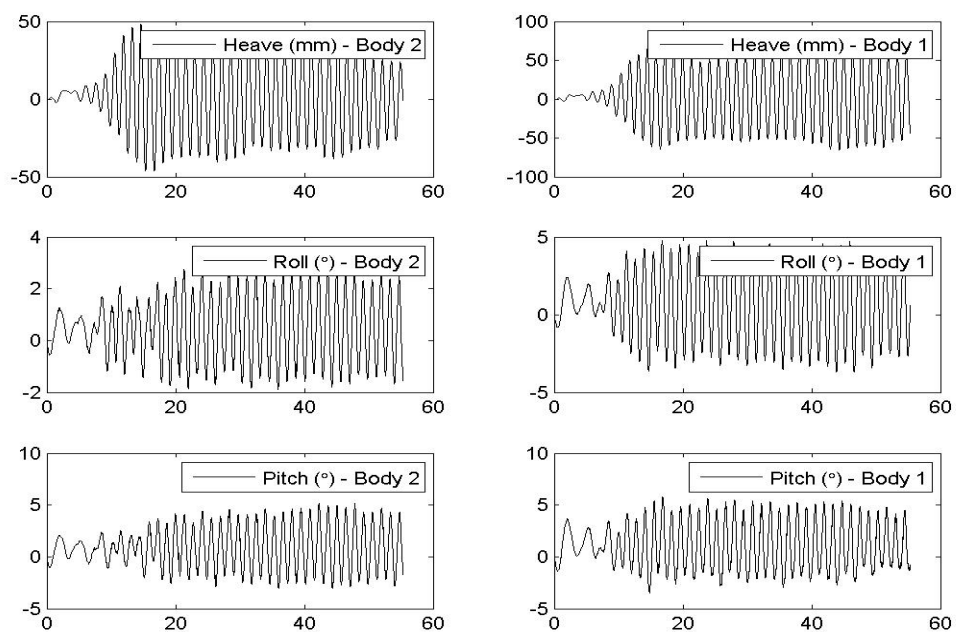 50
Heave (mm) - Body 2
0
-50
0 20 40 60
100
Heave (mm) - Body 1
50
0
-50
-100
0 20 40 60
4
Roll (°) - Body 2
2
0
-2
0 20 40 60
5
Roll (°) - Body 1
0
-5
0 20 40 60
10
Pitch (°) - Body 2
5
0
-5
0 20 40 60
10
Pitch (°) - Body 1
5
0
-5
0 20 40 60